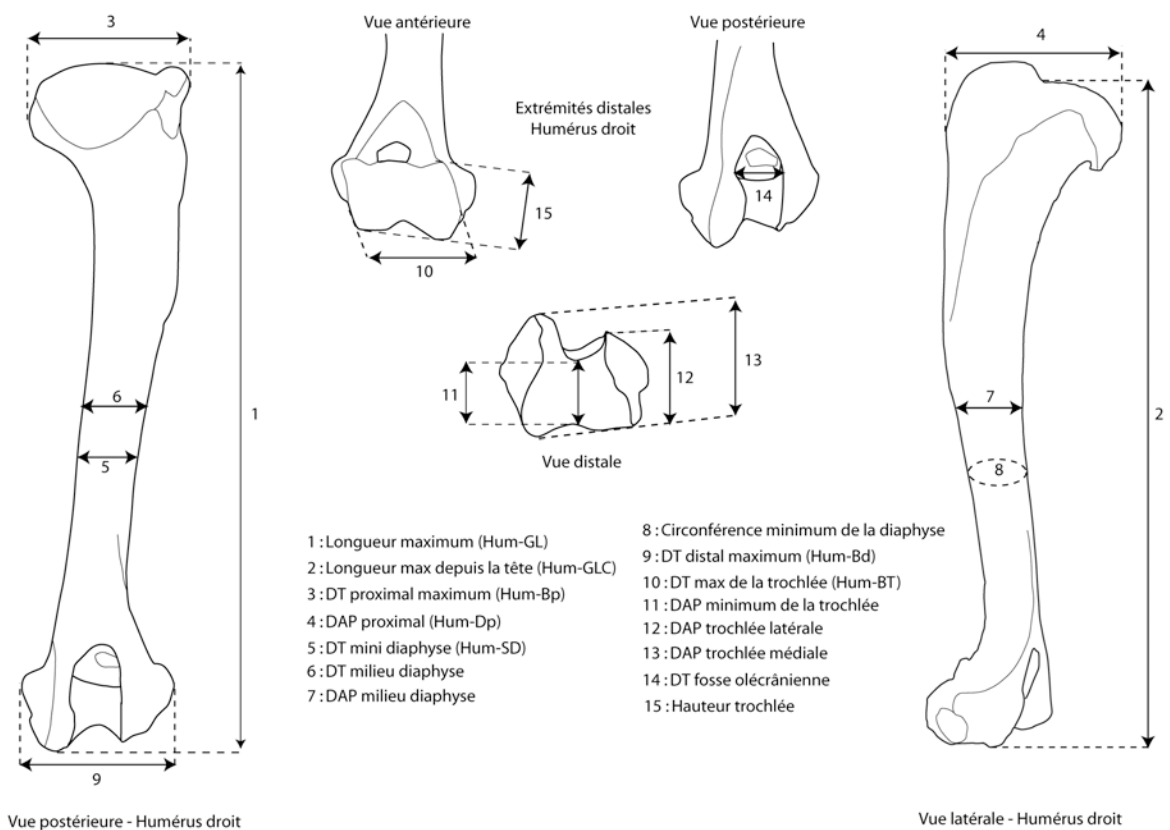 3
Vue antérieure
Vue postérieure
4
Extrémités distales
Humérus droit
15
14
10
13
12
11
6
1
7
2
5
Vue distale
8
1 : Longueur maximum (Hum-GL)
2 : Longueur max depuis la tête (Hum-GLC)
3 : DT proximal maximum (Hum-Bp)
4 : DAP proximal (Hum-Dp)
5 : DT mini diaphyse (Hum-SD)
6 : DT milieu diaphyse
7 : DAP milieu diaphyse
8 : Circonférence minimum de la diaphyse
9 : DT distal maximum (Hum-Bd)
10 : DT max de la trochlée (Hum-BT)
11 : DAP minimum de la trochlée
12 : DAP trochlée latérale
13 : DAP trochlée médiale
14 : DT fosse olécrânienne
15 : Hauteur trochlée
9
Vue postérieure - Humérus droit
Vue latérale - Humérus droit